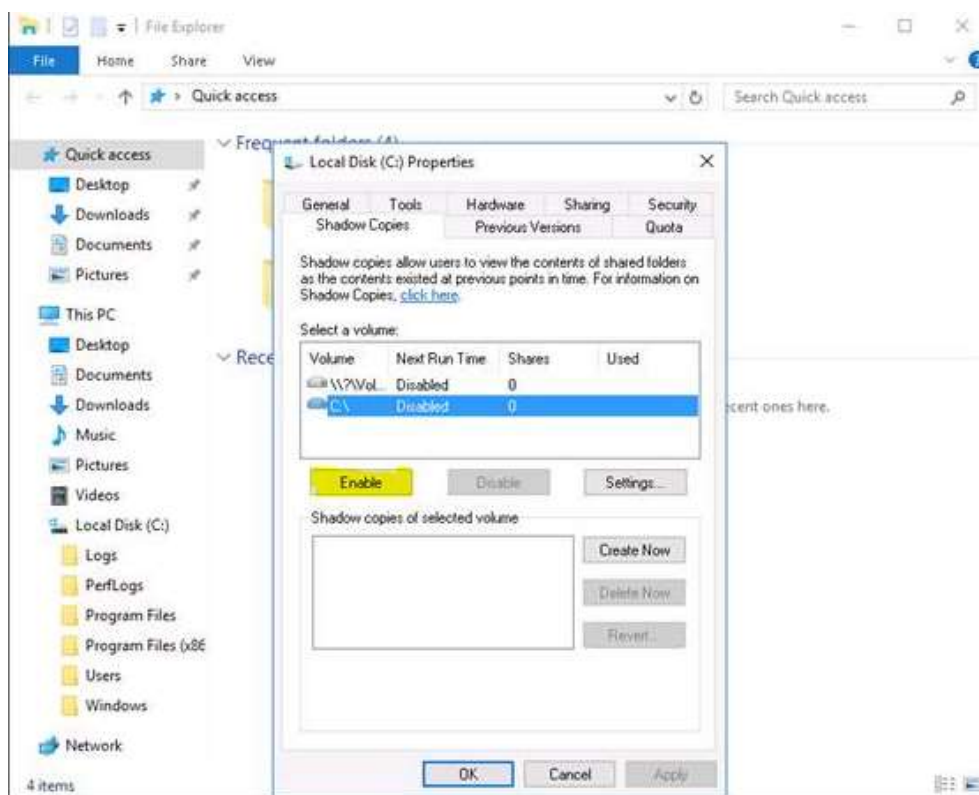 File Explorer
File Home Share View
Quick access
Search Quick access
Quick access
Desktop
Downloads
Documents
Pictures
This PC
Desktop
Documents
Downloads
Music
Pictures
Videos
Local Disk (C:)
Logs
PerfLogs
Program Files
Program Files (x86
Users
Windows
Network
4 items
Frequent folders (4)
Rece
ecent ones here.
Local Disk (C:) Properties
General Tools Hardware Sharing Security
Shadow Copies Previous Versions Quota
Shadow copies allow users to view the contents of shared folders
as the contents existed at previous points in time. For information on
Shadow Copies, click here.
Select a volume:
Volume Next Run Time Shares Used
\\?\Vol... Disabled 0
C:\ Disabled 0
Enable Disable Settings...
Shadow copies of selected volume
Create Now
Delete Now
Revert...
OK Cancel Apply